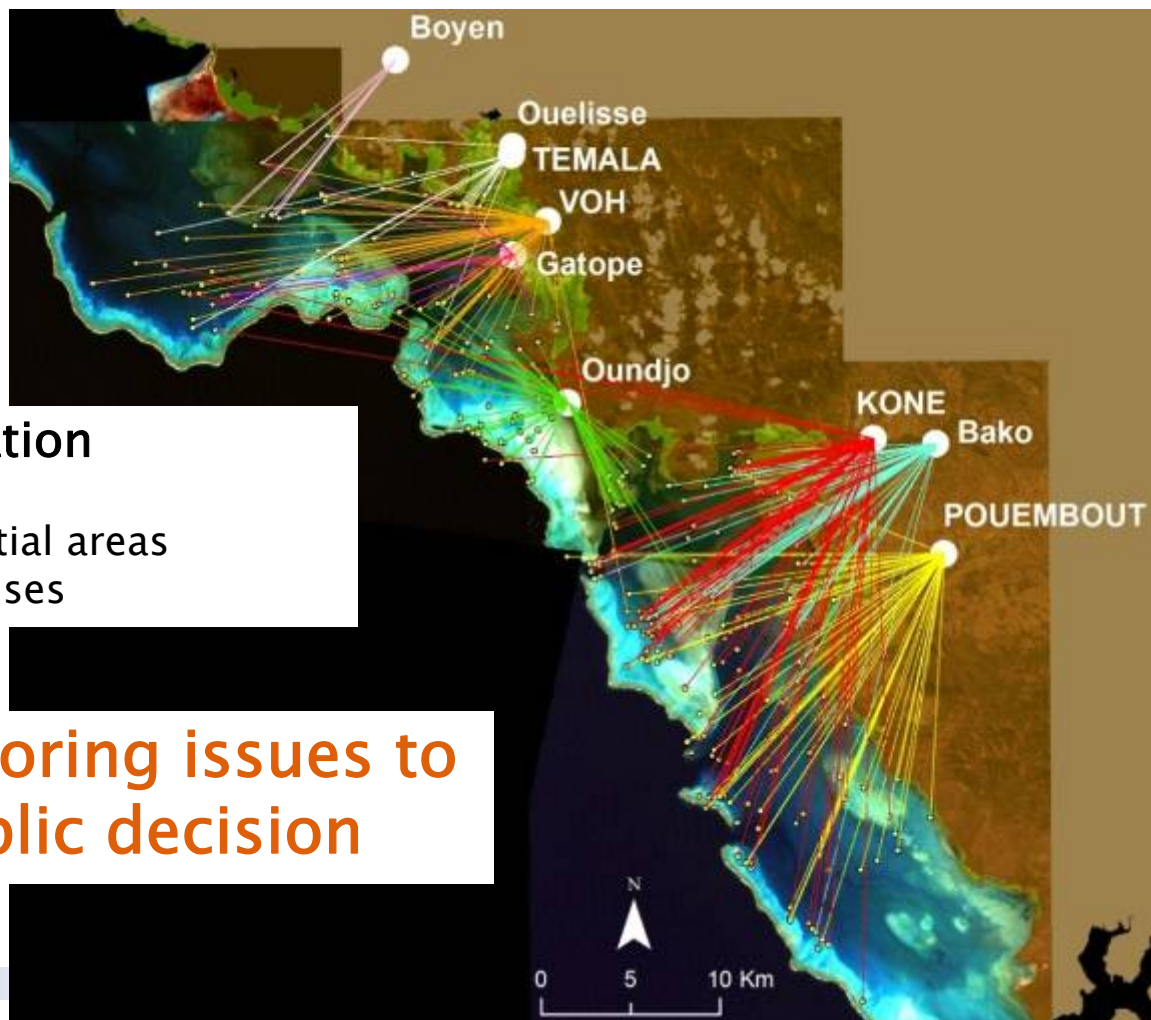 Boyen
Ouelisse
TEMALA
VOH
Gatope
Oundjo
KONE
Bako
POUEMBOUT
ation
tial areas
ses
oring issues to
blic decision
N
0 5 10 Km